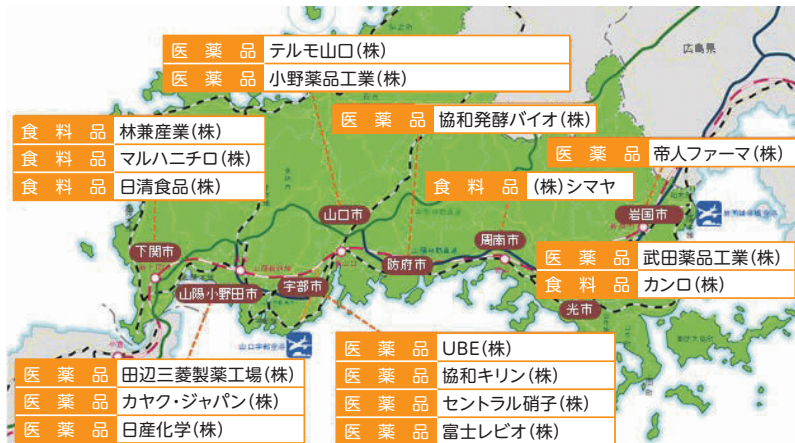 医薬品 テルモ山口(株)
医薬品 小野薬品工業(株)
広島県
医薬品 協和発酵バイオ(株)
食料品 林兼産業(株)
食料品 マルハニチロ(株)
食料品 日清食品(株)
医薬品 帝人ファーマ(株)
食料品 (株)シマヤ
山口市
岩国市
下関市
周南市
防府市
医薬品 武田薬品工業(株)
食料品 カンロ(株)
山陽小野田市
宇部市
光市
山口宇部空港
医薬品 UBE(株)
医薬品 協和キリン(株)
医薬品 セントラル硝子(株)
医薬品 富士レビオ(株)
医薬品 田辺三菱製薬工場(株)
医薬品 カヤク・ジャパン(株)
医薬品 日産化学(株)